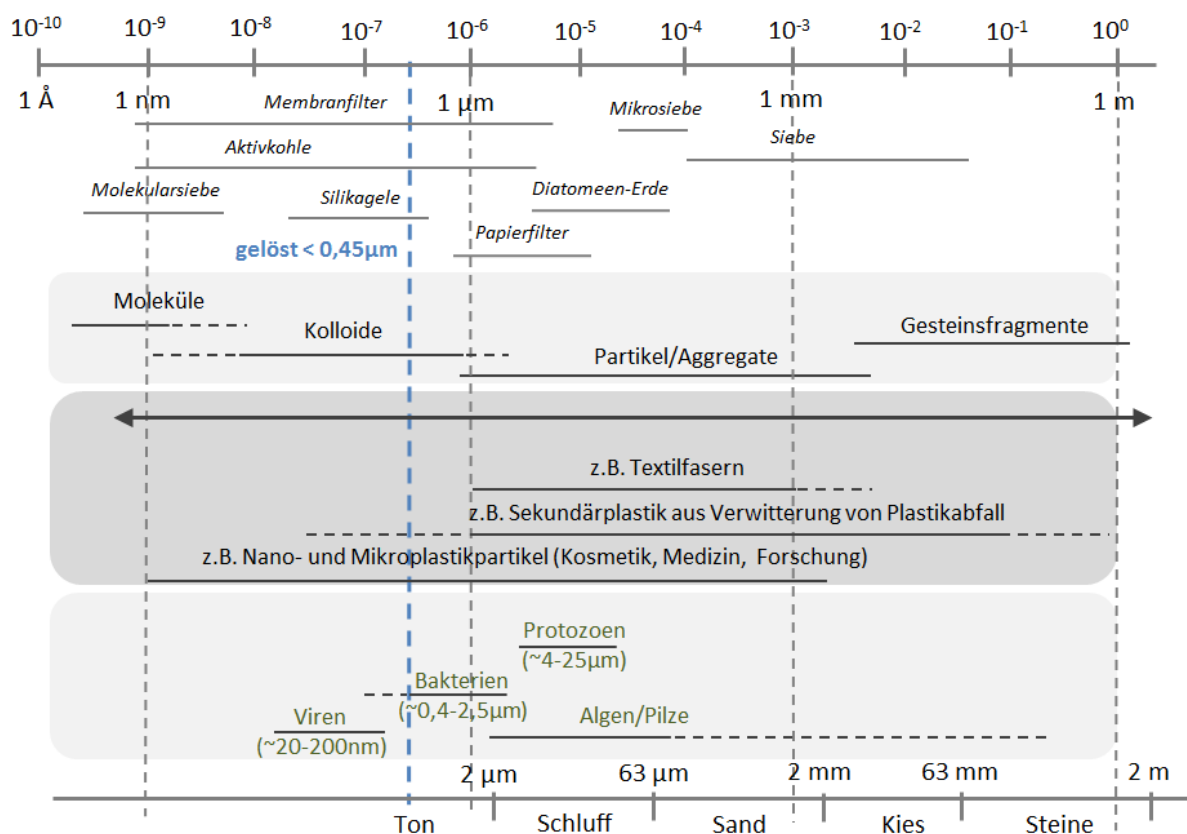 10⁻¹⁰ 10⁻⁹ 10⁻⁸ 10⁻⁷ 10⁻⁶ 10⁻⁵ 10⁻⁴ 10⁻³ 10⁻² 10⁻¹ 10⁰
1 Å 1 nm 1 µm 1 mm 1 m
Membranfilter
Mikrosiebe
Siebe
Aktivkohle
Molekularsiebe
Silikagele
Diatomeen-Erde
Papierfilter
gelöst < 0,45µm
Moleküle
Kolloide
Gesteinsfragmente
Partikel/Aggregate
z.B. Textilfasern
z.B. Sekundärplastik aus Verwitterung von Plastikabfall
z.B. Nano- und Mikroplastikpartikel (Kosmetik, Medizin, Forschung)
Protozoen
(~4-25µm)
Bakterien
(~0,4-2,5µm)
Viren
(~20-200nm)
Algen/Pilze
2 µm 63 µm 2 mm 63 mm 2 m
Ton Schluff Sand Kies Steine